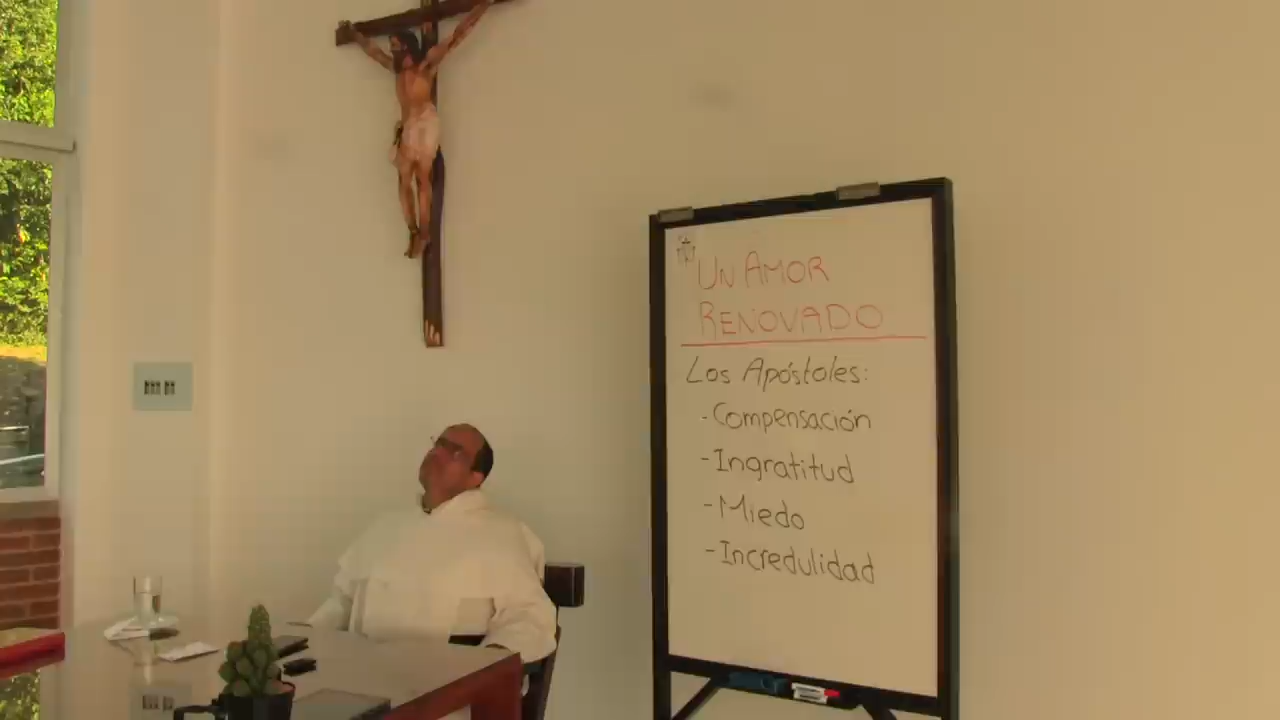 UN AMOR
RENOVADO
Los Apóstoles:
-Compensación
-Ingratitud
-Miedo
-Incredulidad